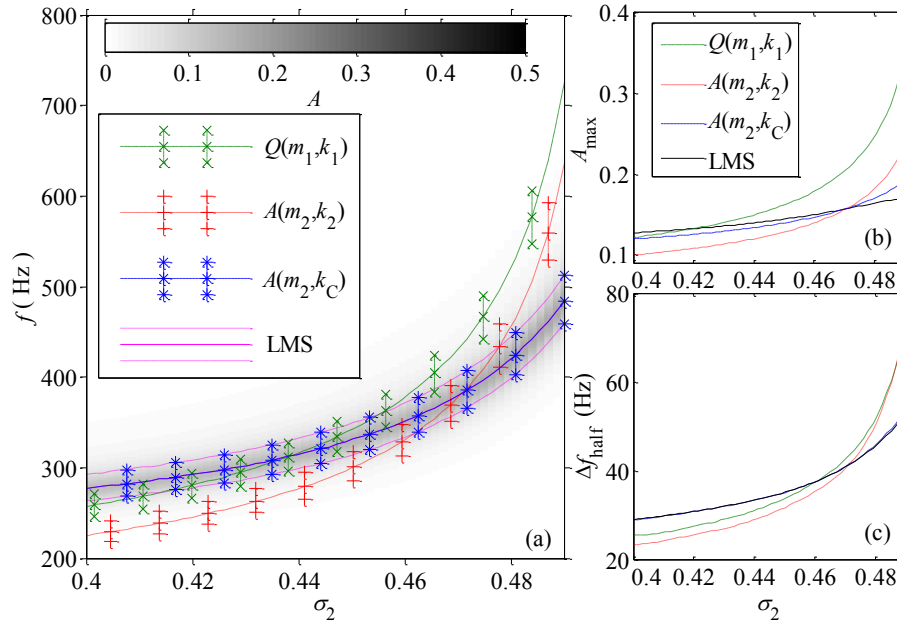 0 0.1 0.2 0.3 0.4 0.5
A
Q(m1,k1)
A(m2,k2)
A(m2,kC)
LMS
800
700
600
500
400
300
200
f( Hz)
0.4 0.42 0.44 0.46 0.48
σ2
(a)
Q(m1,k1)
A(m2,k2)
A(m2,kC)
LMS
0.4
0.3
0.2
0.1
Amax
0.4 0.42 0.44 0.46 0.48
(b)
80
60
40
20
Δfhalf (Hz)
0.4 0.42 0.44 0.46 0.48
σ2
(c)